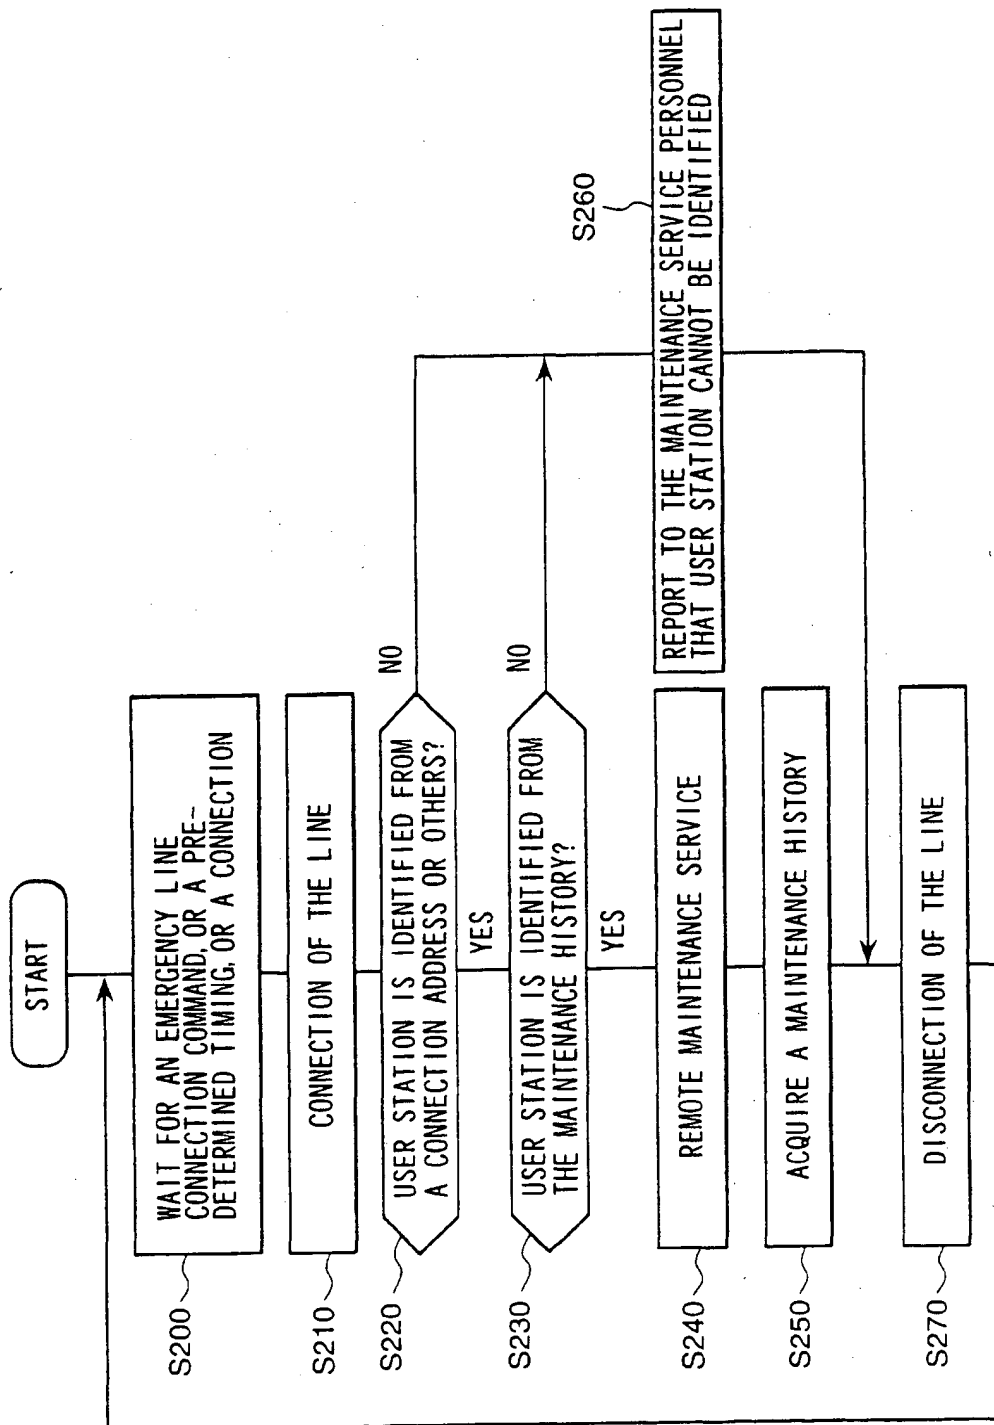 START
S200
WAIT FOR AN EMERGENCY LINE
CONNECTION COMMAND, OR A PRE-
DETERMINED TIMING, OR A CONNECTION
S210
CONNECTION OF THE LINE
S220
USER STATION IS IDENTIFIED FROM
A CONNECTION ADDRESS OR OTHERS?
NO
YES
S230
USER STATION IS IDENTIFIED FROM
THE MAINTENANCE HISTORY?
NO
YES
S260
REPORT TO THE MAINTENANCE SERVICE PERSONNEL
THAT USER STATION CANNOT BE IDENTIFIED
S240
REMOTE MAINTENANCE SERVICE
S250
ACQUIRE A MAINTENANCE HISTORY
S270
DISCONNECTION OF THE LINE